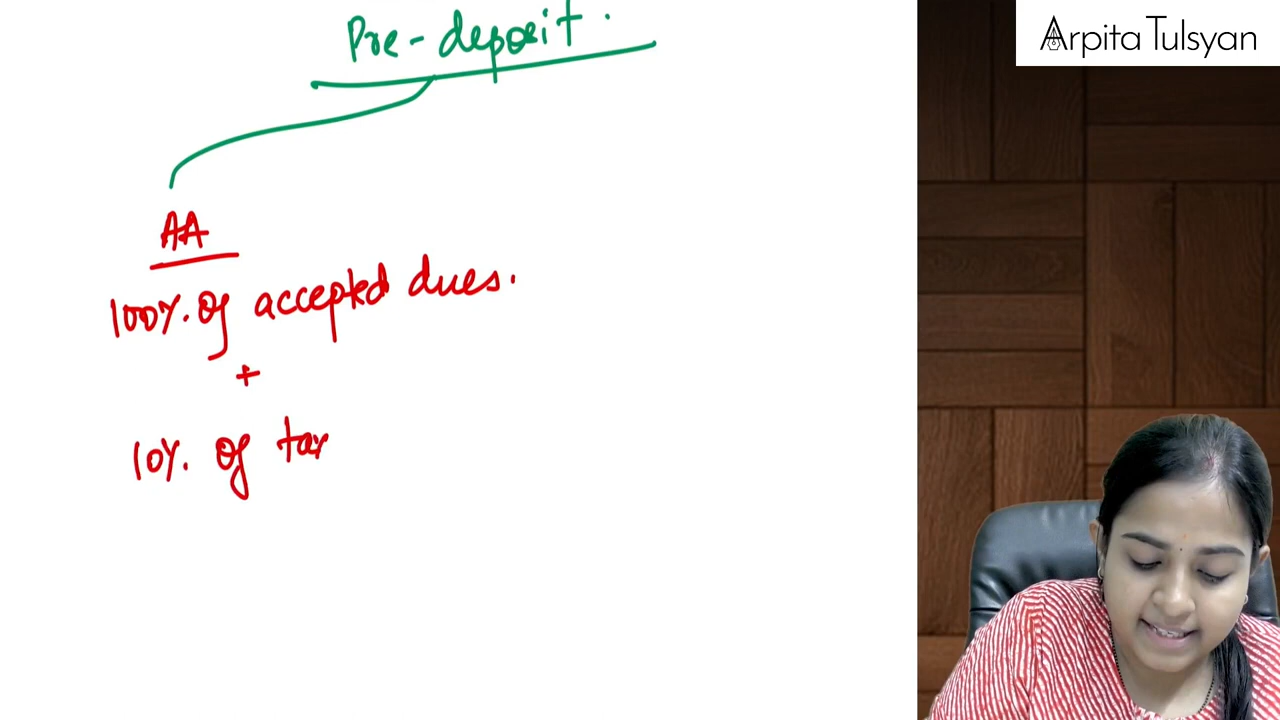 Arpita Tulsyan
Pre-deposit.
AA
100% of accepted dues.
+
10% of tax